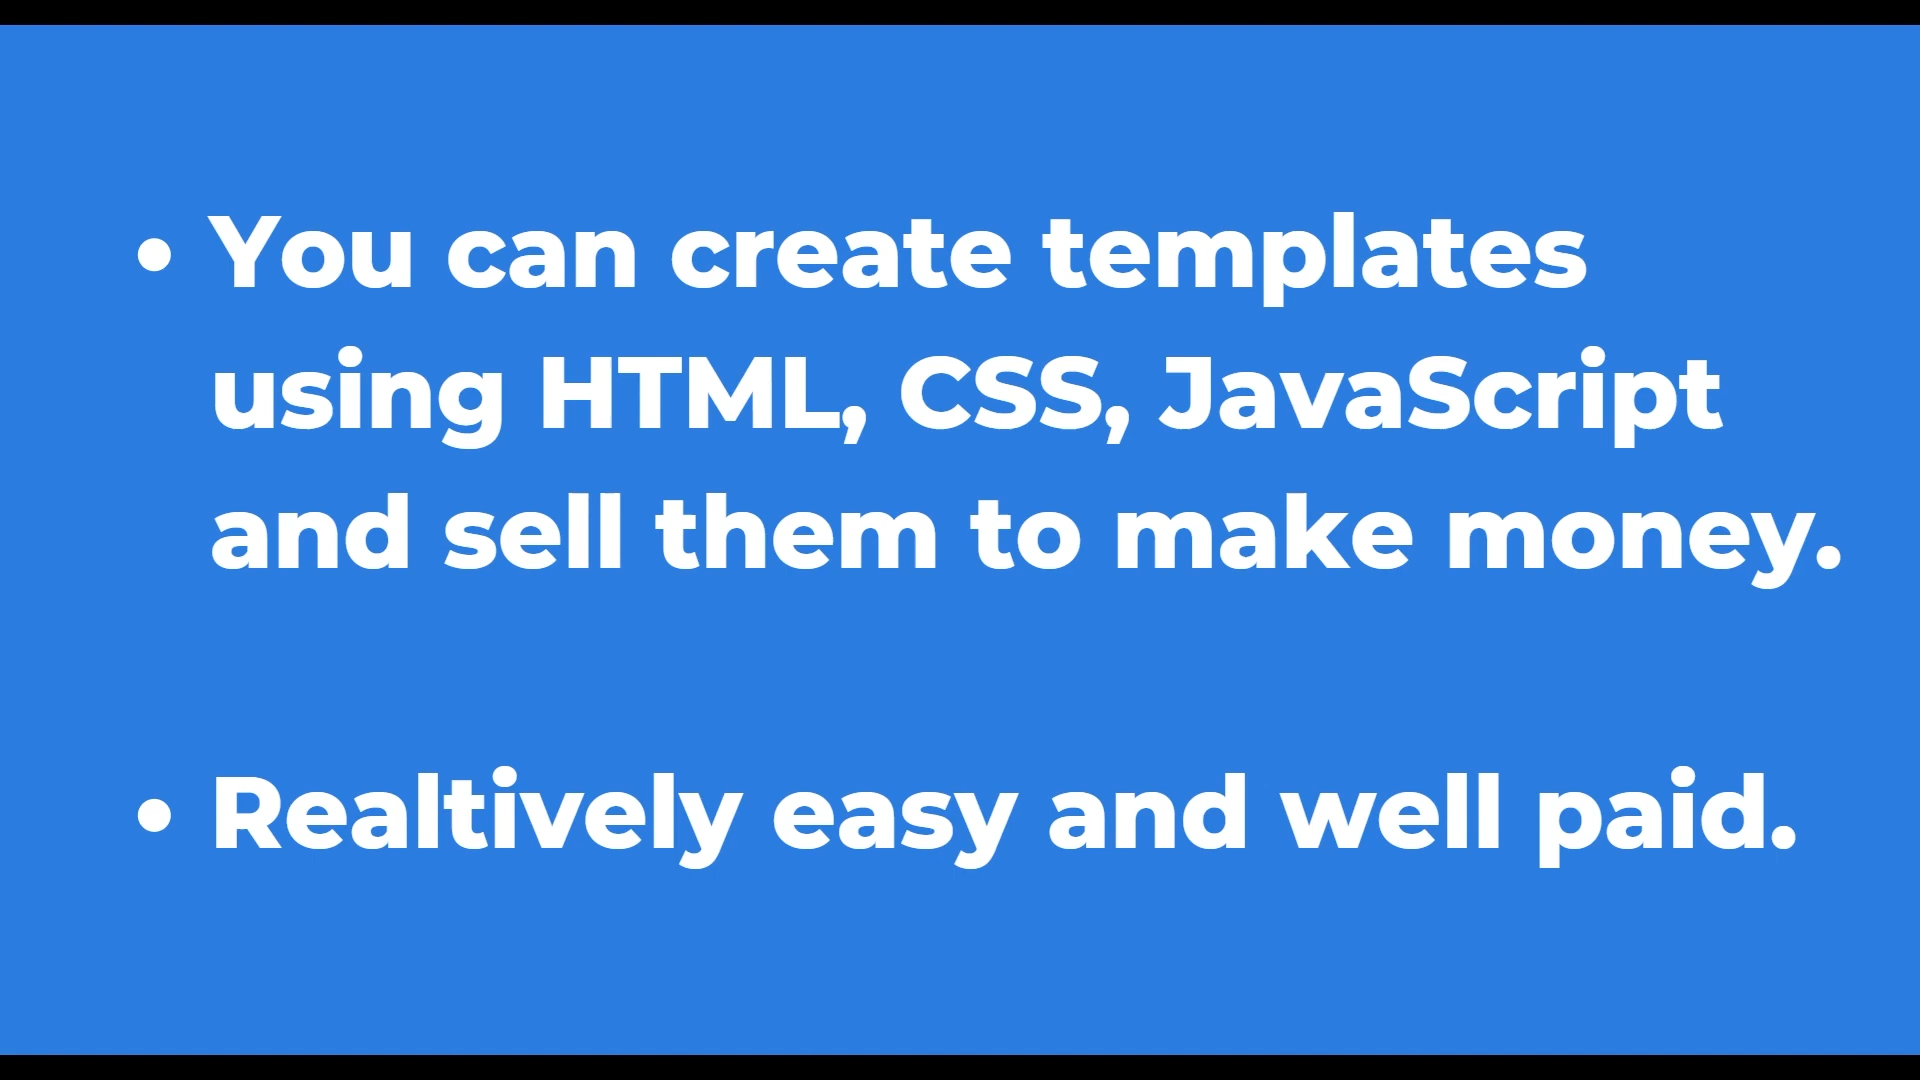 • You can create templates
using HTML, CSS, JavaScript
and sell them to make money.
• Realtively easy and well paid.